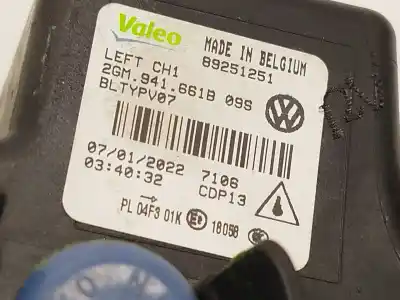 Valeo
MADE IN BELGIUM
89251251
LEFT CH1
2GM.941.661B 09S
BLTYPV07
07/01/2022 7106
03:40:32 CDP13
PL 04F3 01K 18058